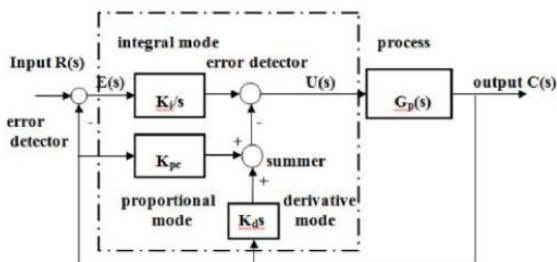 integral mode
process
Input R(s)
E(s)
error detector
U(s)
output C(s)
Ki/s
Gp(s)
-
-
error
detector
+
Kpc
summer
+
proportional
mode
derivative
mode
Kds